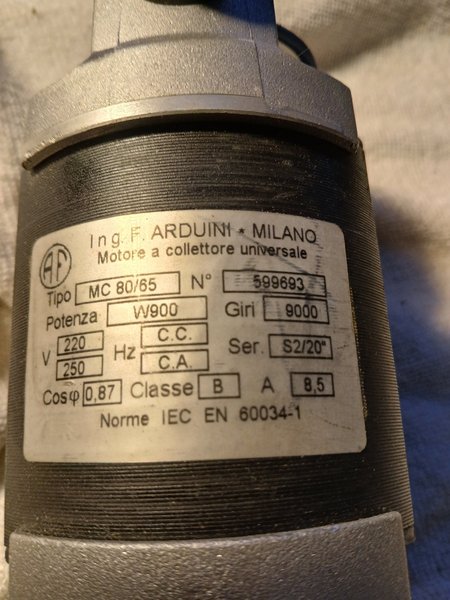 Ing. F. ARDUINI * MILANO
AF Motore a collettore universale
Tipo MC 80/65 N° 599693
Potenza W900 Giri 9000
V 220 Hz C.C. Ser. S2/20"
250 C.A.
Cos φ 0,87 Classe B A 8,5
Norme IEC EN 60034-1